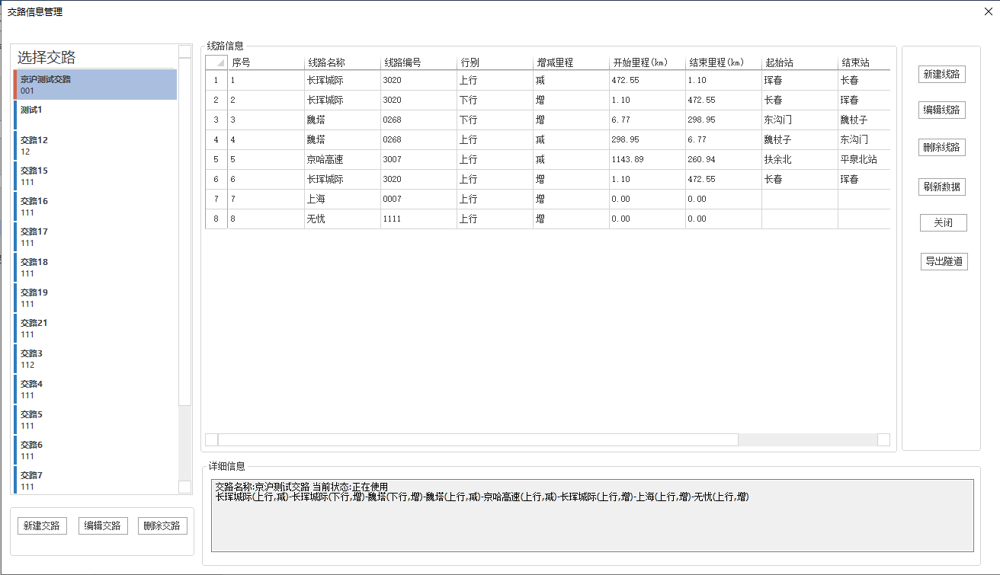 交路信息管理
选择交路
京沪测试交路
001
测试1
交路12
12
交路15
111
交路16
111
交路17
111
交路18
111
交路19
111
交路21
111
交路3
112
交路4
111
交路5
111
交路6
111
交路7
111
新建交路 编辑交路 删除交路
线路信息
序号 线路名称 线路编号 行别 增减里程 开始里程(km) 结束里程(km) 起始站 结束站
1 1 长珲城际 3020 上行 减 472.55 1.10 珲春 长春
2 2 长珲城际 3020 下行 增 1.10 472.55 长春 珲春
3 3 魏塔 0268 下行 增 6.77 298.95 东沟门 魏杖子
4 4 魏塔 0268 上行 减 298.95 6.77 魏杖子 东沟门
5 5 京哈高速 3007 上行 减 1143.89 260.94 扶余北 平泉北站
6 6 长珲城际 3020 上行 增 1.10 472.55 长春 珲春
7 7 上海 0007 上行 增 0.00 0.00
8 8 无忧 1111 上行 增 0.00 0.00
新建线路
编辑线路
删除线路
刷新数据
关闭
导出隧道
详细信息
交路名称:京沪测试交路 当前状态:正在使用
长珲城际(上行,减)-长珲城际(下行,增)-魏塔(下行,增)-魏塔(上行,减)-京哈高速(上行,减)-长珲城际(上行,增)-上海(上行,增)-无忧(上行,增)